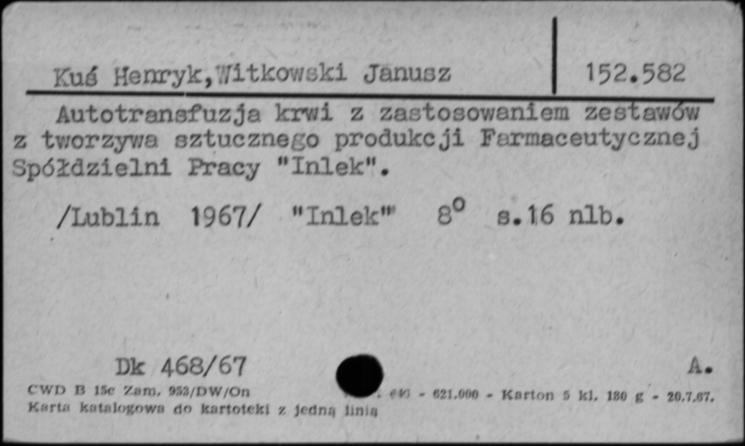 Kuś Henryk,Witkowski Janusz 152.582
Autotransfuzja krwi z zastosowaniem zestawów
z tworzywa sztucznego produkcji Farmaceutycznej
Spółdzielni Pracy "Inlek".
/Lublin 1967/ "Inlek" 8⁰ s.16 nlb.
Dk 468/67 A.
CWD B 15c Zam. 953/DW/On - 621.000 - Karton 5 kl. 180 g - 20.7.67.
Karta katalogowa do kartoteki z jedną linią